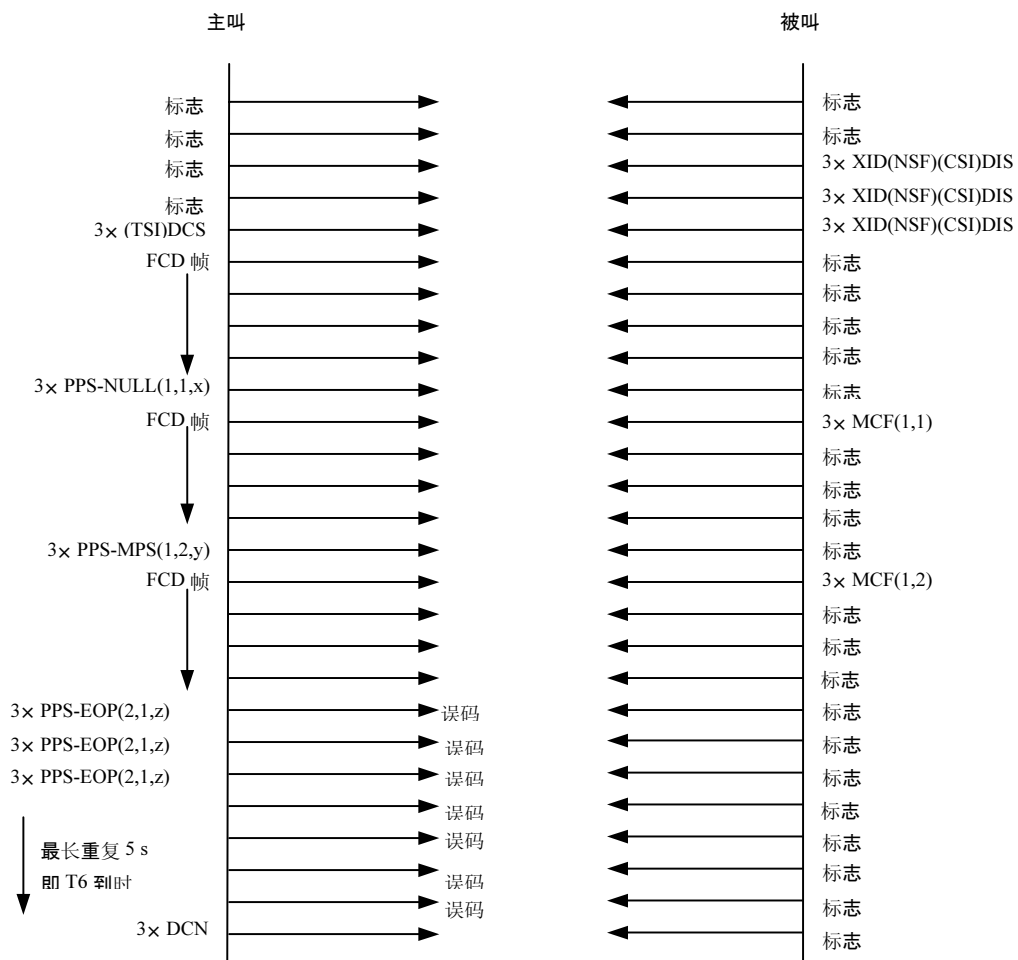 主叫 被叫
标志 标志
标志 标志
标志 3× XID(NSF)(CSI)DIS
标志 3× XID(NSF)(CSI)DIS
3× (TSI)DCS 3× XID(NSF)(CSI)DIS
FCD 帧 标志
标志
标志
标志
3× PPS-NULL(1,1,x) 标志
FCD 帧 3× MCF(1,1)
标志
标志
标志
3× PPS-MPS(1,2,y) 标志
FCD 帧 3× MCF(1,2)
标志
标志
标志
3× PPS-EOP(2,1,z) 误码 标志
3× PPS-EOP(2,1,z) 误码 标志
3× PPS-EOP(2,1,z) 误码 标志
误码 标志
最长重复 5 s 误码 标志
即 T6 到时 误码 标志
误码 标志
3× DCN 标志